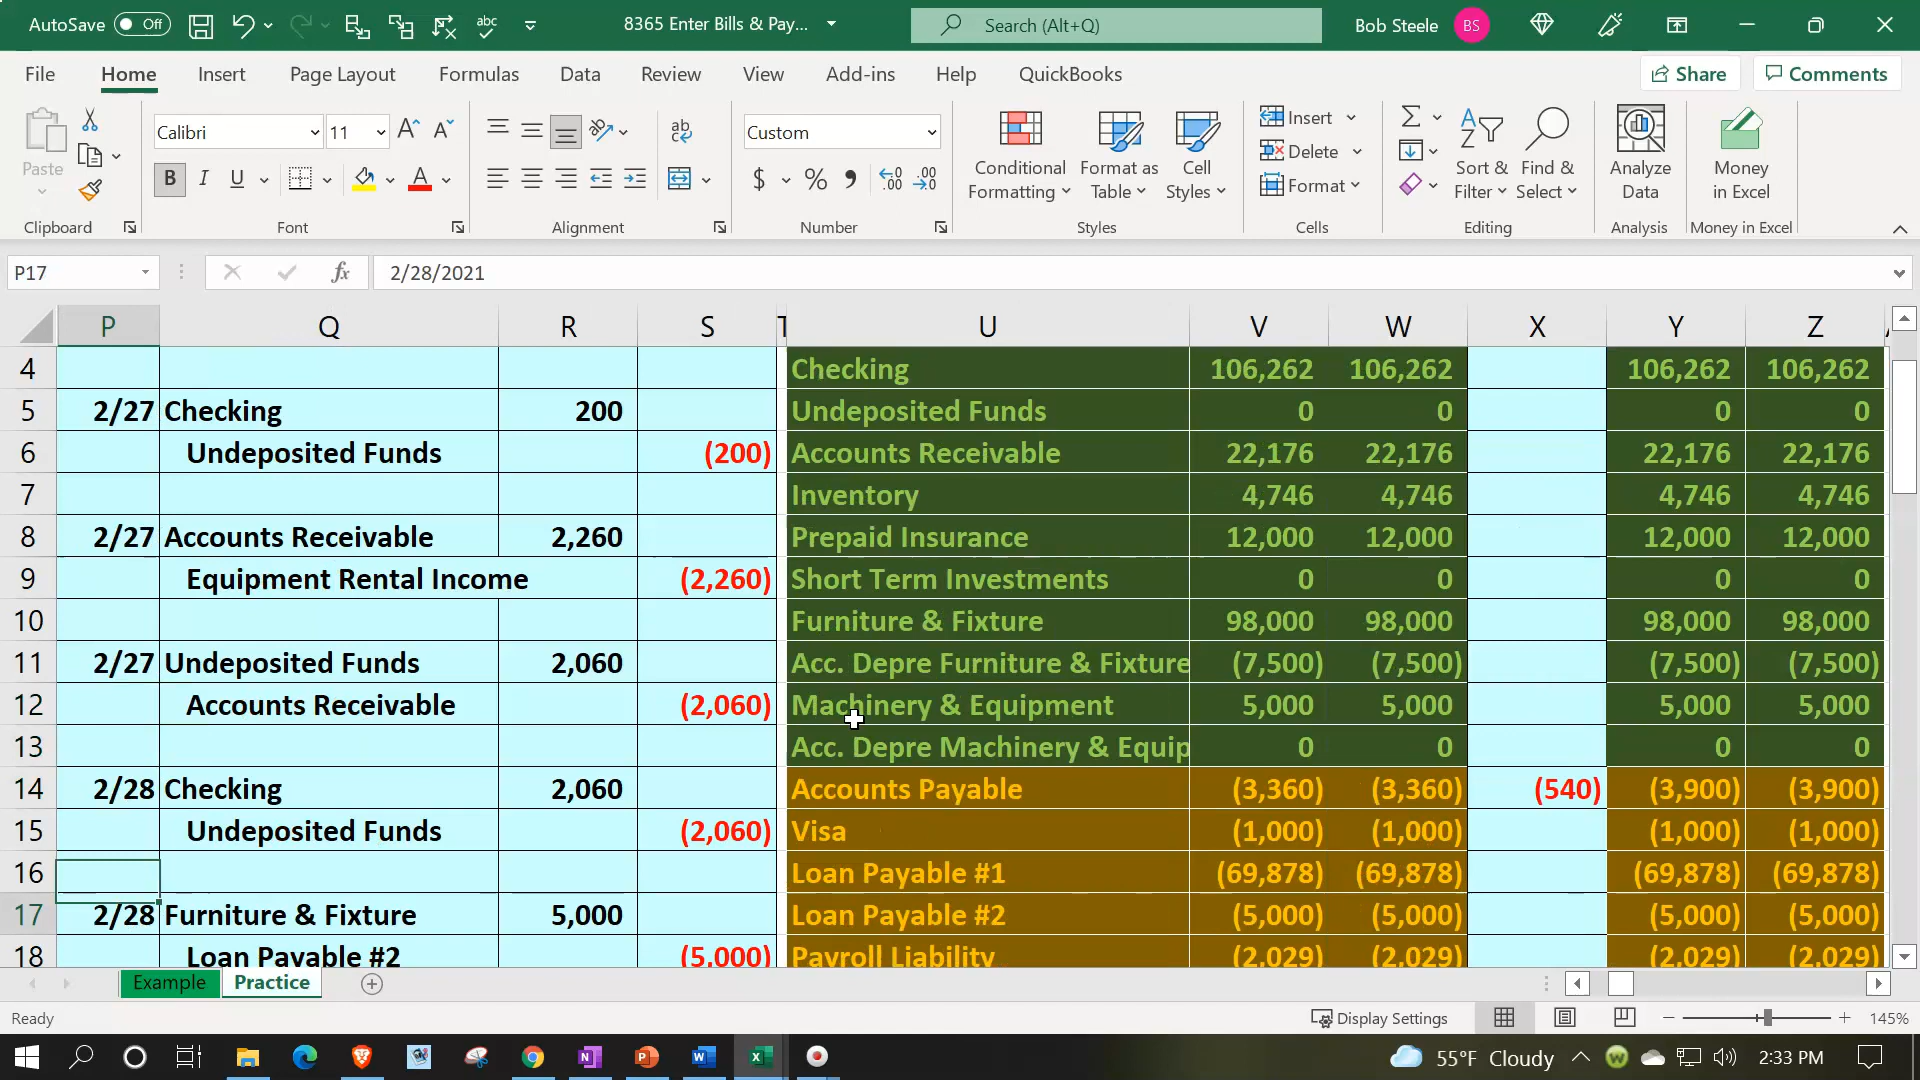 AutoSave Off 8365 Enter Bills & Pay... Search (Alt+Q) Bob Steele BS
File Home Insert Page Layout Formulas Data Review View Add-ins Help QuickBooks Share Comments
Paste Calibri 11 Custom Conditional Formatting Format as Table Cell Styles Insert Delete Format Sort & Filter Find & Select Analyze Data Money in Excel
Clipboard Font Alignment Number Styles Cells Editing Analysis Money in Excel
P17 fx 2/28/2021
P Q R S T U V W X Y Z
4 Checking 106,262 106,262 106,262 106,262
5 2/27 Checking 200 Undeposited Funds 0 0 0 0
6 Undeposited Funds (200) Accounts Receivable 22,176 22,176 22,176 22,176
7 Inventory 4,746 4,746 4,746 4,746
8 2/27 Accounts Receivable 2,260 Prepaid Insurance 12,000 12,000 12,000 12,000
9 Equipment Rental Income (2,260) Short Term Investments 0 0 0 0
10 Furniture & Fixture 98,000 98,000 98,000 98,000
11 2/27 Undeposited Funds 2,060 Acc. Depre Furniture & Fixture (7,500) (7,500) (7,500) (7,500)
12 Accounts Receivable (2,060) Machinery & Equipment 5,000 5,000 5,000 5,000
13 Acc. Depre Machinery & Equip 0 0 0 0
14 2/28 Checking 2,060 Accounts Payable (3,360) (3,360) (540) (3,900) (3,900)
15 Undeposited Funds (2,060) Visa (1,000) (1,000) (1,000) (1,000)
16 Loan Payable #1 (69,878) (69,878) (69,878) (69,878)
17 2/28 Furniture & Fixture 5,000 Loan Payable #2 (5,000) (5,000) (5,000) (5,000)
18 Loan Payable #2 (5,000) Payroll Liability (2,029) (2,029) (2,029) (2,029)
Example Practice
Ready Display Settings 145%
55°F Cloudy 2:33 PM